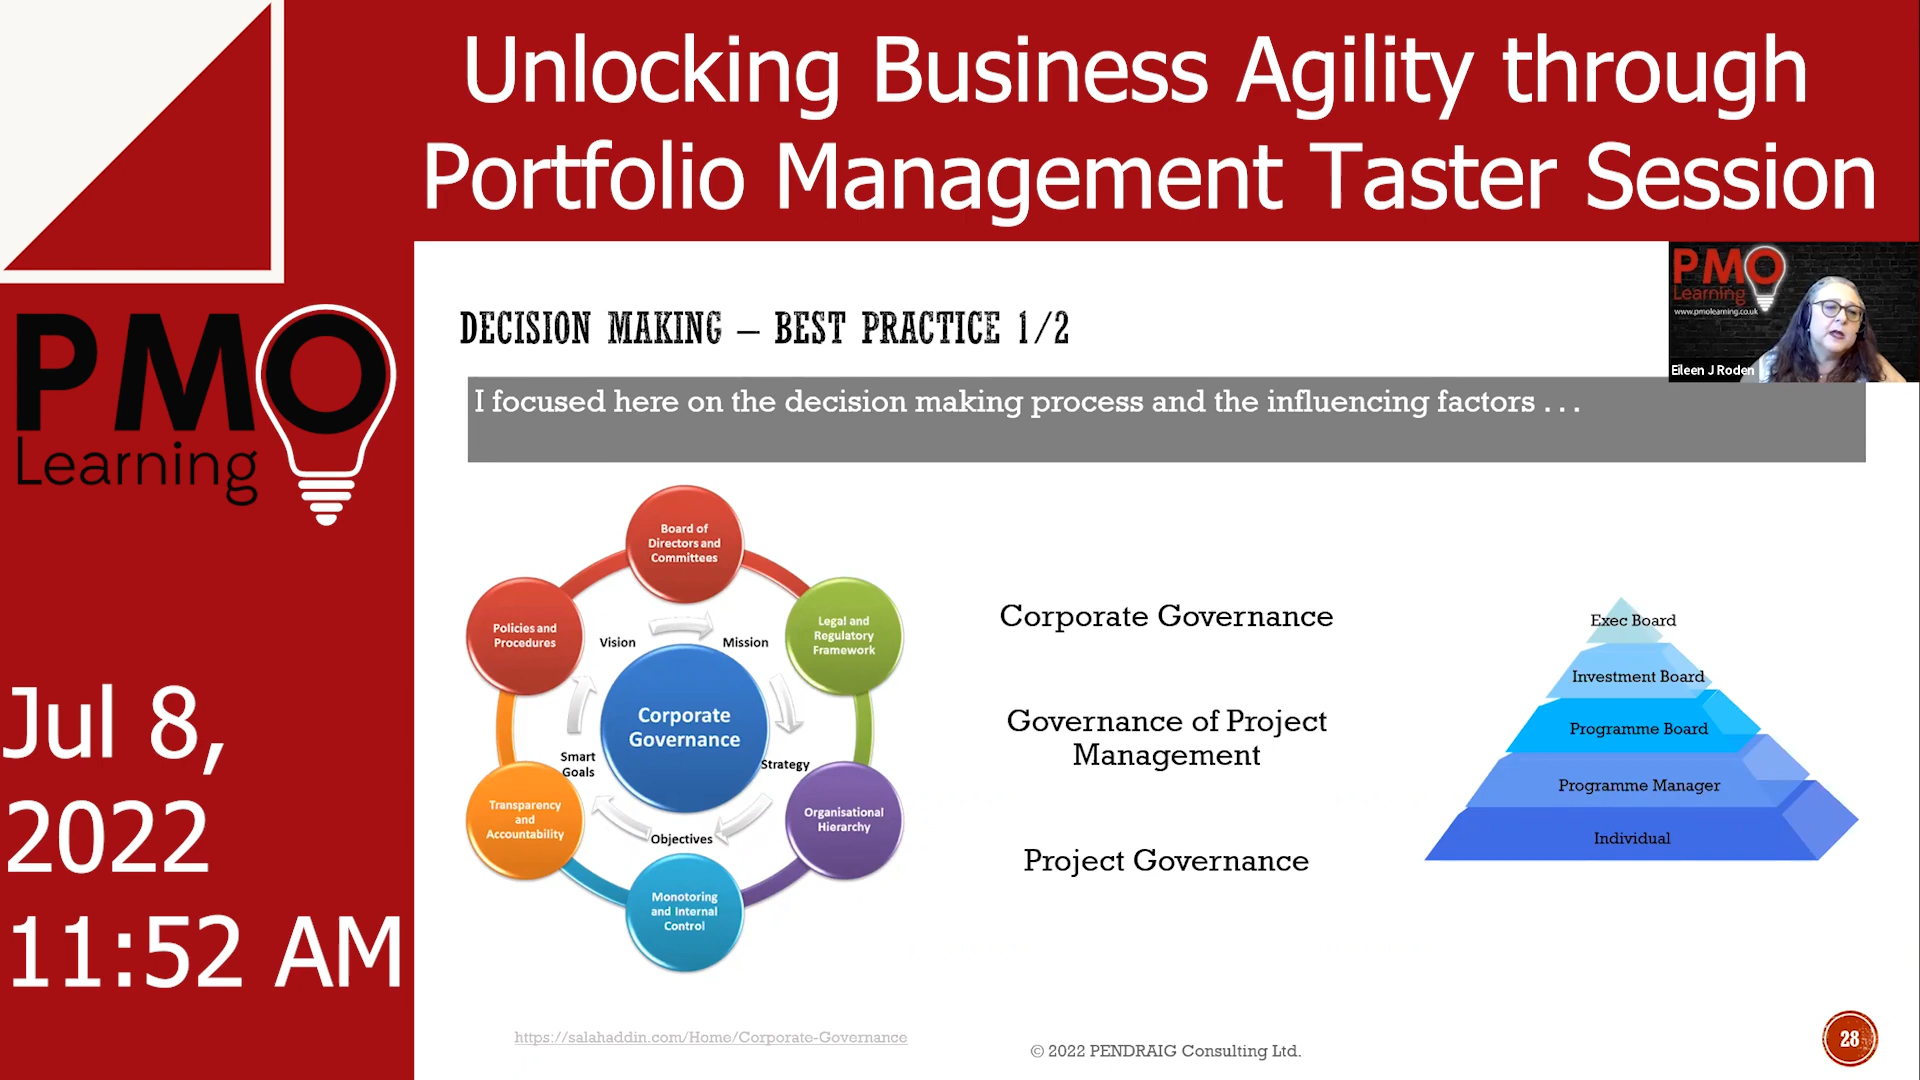 Unlocking Business Agility through
Portfolio Management Taster Session
PMO
Learning
Jul 8,
2022
11:52 AM
PMO
Learning
www.pmolearning.co.uk
Eileen J Roden
DECISION MAKING – BEST PRACTICE 1/2
I focused here on the decision making process and the influencing factors . . .
Board of
Directors and
Committees
Policies and
Procedures
Legal and
Regulatory
Framework
Vision
Mission
Corporate
Governance
Smart
Goals
Strategy
Transparency
and
Accountability
Organisational
Hierarchy
Objectives
Monotoring
and Internal
Control
Corporate Governance
Governance of Project
Management
Project Governance
Exec Board
Investment Board
Programme Board
Programme Manager
Individual
https://salahaddin.com/Home/Corporate-Governance
© 2022 PENDRAIG Consulting Ltd.
28